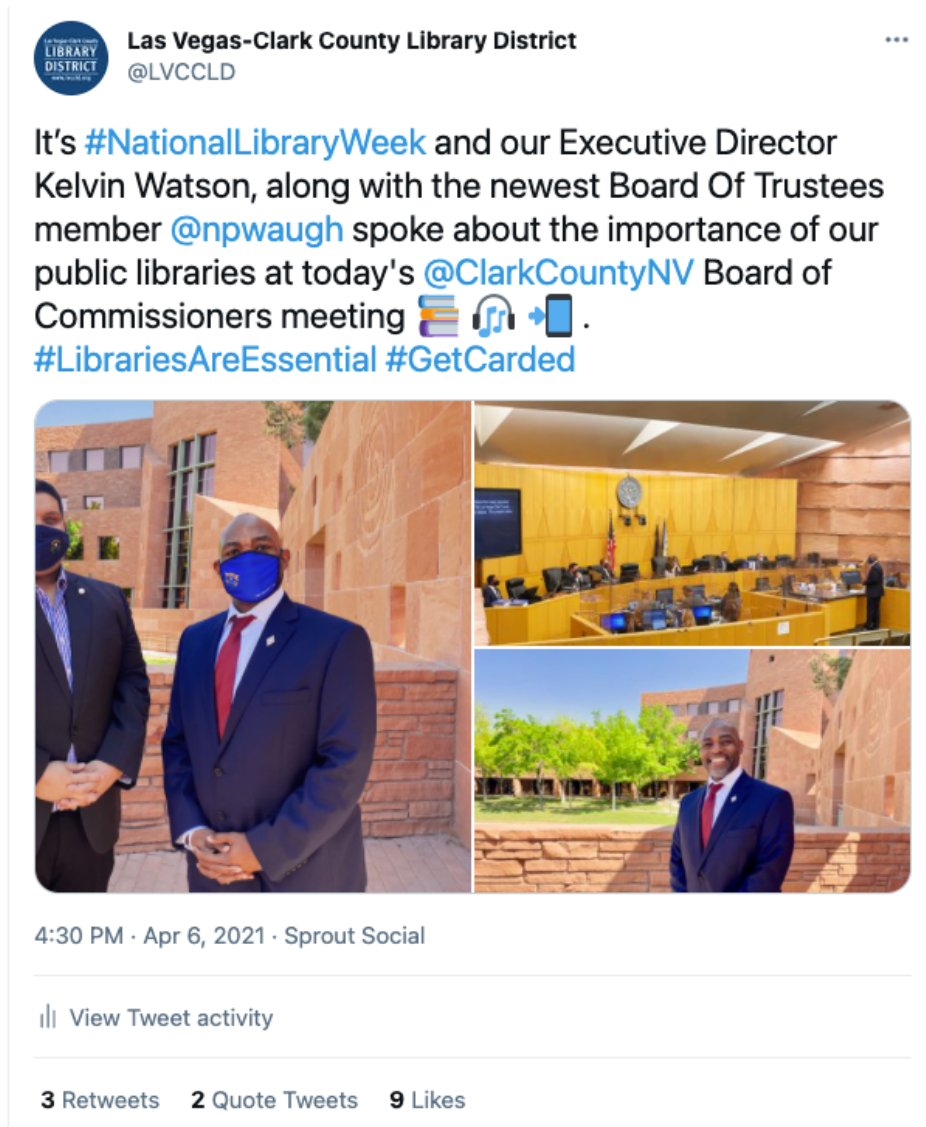 Las Vegas-Clark County Library District
@LVCCLD
LIBRARY
DISTRICT
It's #NationalLibraryWeek and our Executive Director
Kelvin Watson, along with the newest Board Of Trustees
member @npwaugh spoke about the importance of our
public libraries at today's @ClarkCountyNV Board of
Commissioners meeting 📚 🎧 📲 .
#LibrariesAreEssential #GetCarded
4:30 PM · Apr 6, 2021 · Sprout Social
View Tweet activity
3 Retweets 2 Quote Tweets 9 Likes